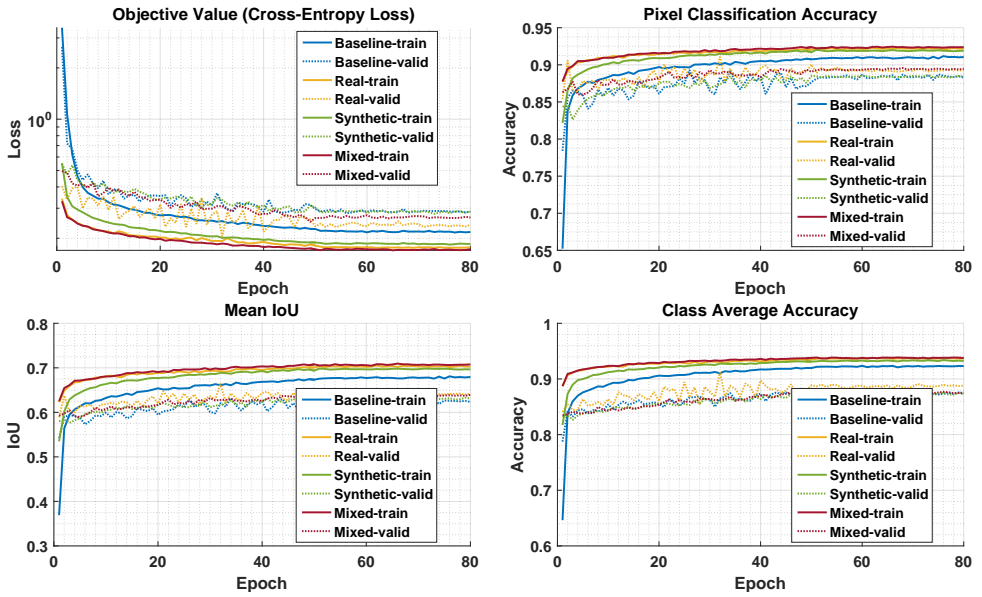 Objective Value (Cross-Entropy Loss)
Loss
10⁰
Baseline-train
Baseline-valid
Real-train
Real-valid
Synthetic-train
Synthetic-valid
Mixed-train
Mixed-valid
0 20 40 60 80
Epoch
Pixel Classification Accuracy
Accuracy
0.95
0.9
0.85
0.8
0.75
0.7
0.65
Baseline-train
Baseline-valid
Real-train
Real-valid
Synthetic-train
Synthetic-valid
Mixed-train
Mixed-valid
0 20 40 60 80
Epoch
Mean IoU
IoU
0.8
0.7
0.6
0.5
0.4
0.3
Baseline-train
Baseline-valid
Real-train
Real-valid
Synthetic-train
Synthetic-valid
Mixed-train
Mixed-valid
0 20 40 60 80
Epoch
Class Average Accuracy
Accuracy
1
0.9
0.8
0.7
0.6
Baseline-train
Baseline-valid
Real-train
Real-valid
Synthetic-train
Synthetic-valid
Mixed-train
Mixed-valid
0 20 40 60 80
Epoch